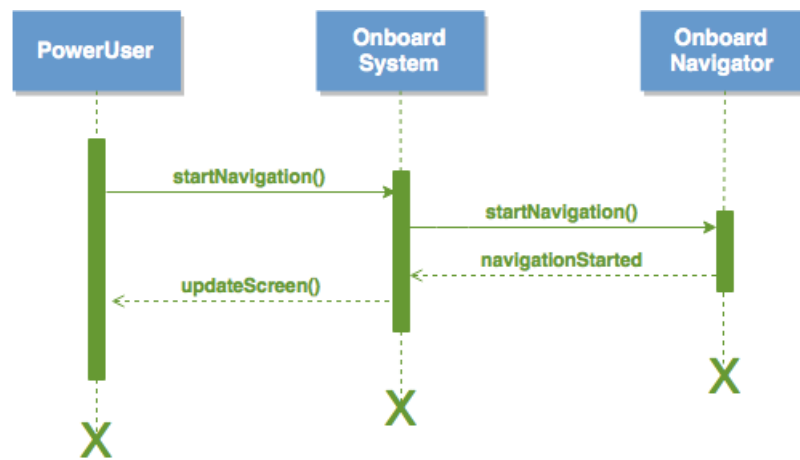 PowerUser
Onboard
System
Onboard
Navigator
startNavigation()
startNavigation()
navigationStarted
updateScreen()
X
X
X